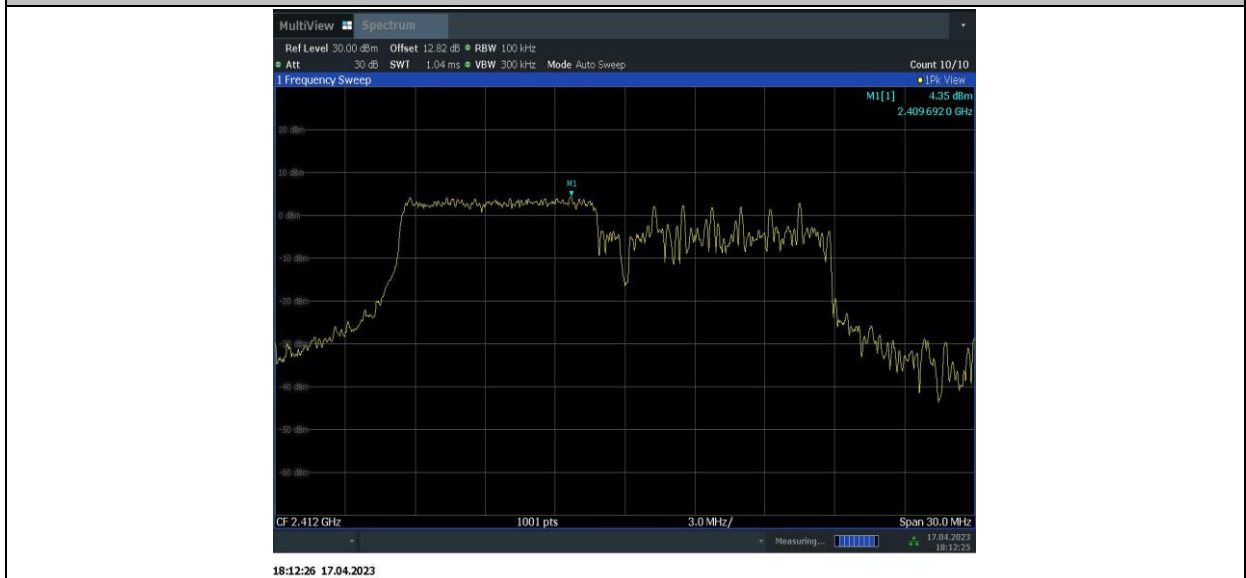 MultiView Spectrum
Ref Level 30.00 dBm Offset 12.82 dB RBW 100 kHz
Att 30 dB SWT 1.04 ms VBW 300 kHz Mode Auto Sweep Count 10/10
1 Frequency Sweep 1Pk View
M1[1] 4.35 dBm
2.409 692 0 GHz
20 dBm
10 dBm
M1
0 dBm
-10 dBm
-20 dBm
-30 dBm
-40 dBm
-50 dBm
-60 dBm
CF 2.412 GHz 1001 pts 3.0 MHz/ Span 30.0 MHz
Measuring... 17.04.2023
18:12:25
18:12:26 17.04.2023